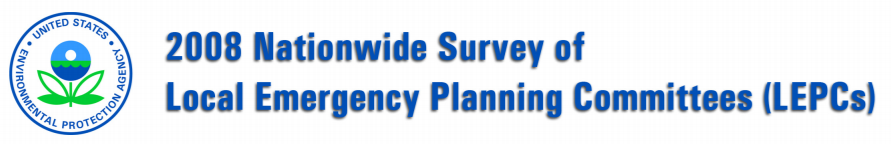 UNITED STATES
ENVIRONMENTAL PROTECTION AGENCY
2008 Nationwide Survey of
Local Emergency Planning Committees (LEPCs)